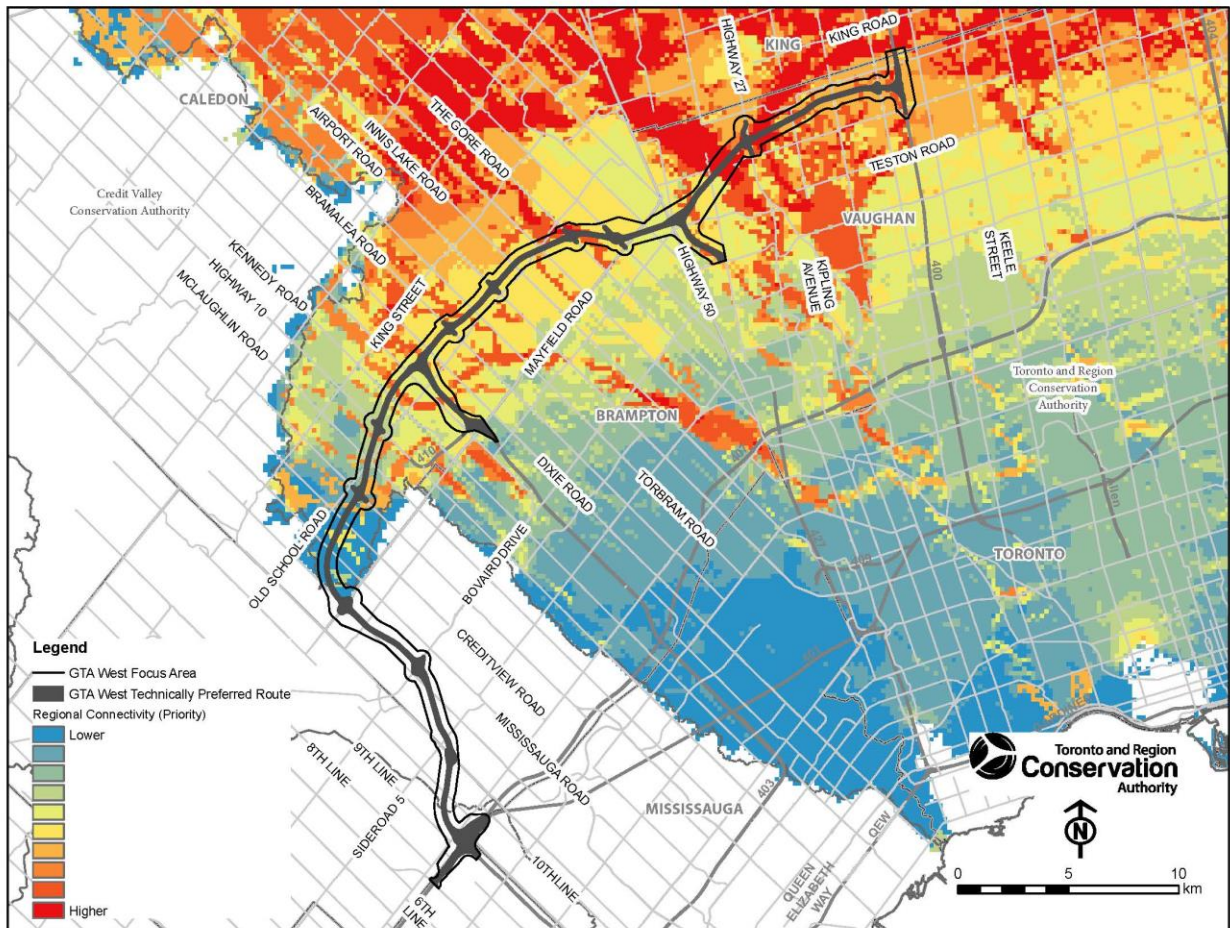 KING
KING ROAD
HIGHWAY 27
404
CALEDON
THE GORE ROAD
INNIS LAKE ROAD
AIRPORT ROAD
TESTON ROAD
Credit Valley
Conservation Authority
BRAMALEA ROAD
VAUGHAN
KEELE
STREET
KENNEDY ROAD
HIGHWAY 10
MCLAUGHLIN ROAD
HIGHWAY 50
KIPLING
AVENUE
400
KING STREET
MAYFIELD ROAD
Toronto and Region
Conservation
Authority
BRAMPTON
410
407
DIXIE ROAD
TORBRAM ROAD
427
Allen
TORONTO
OLD SCHOOL ROAD
BOVAIRD DRIVE
401
CREDITVIEW ROAD
MISSISSAUGA ROAD
9TH LINE
8TH LINE
SIDEROAD 5
MISSISSAUGA
403
QEW
10TH LINE
QUEEN
ELIZABETH
WAY
6TH
LINE
Legend
GTA West Focus Area
GTA West Technically Preferred Route
Regional Connectivity (Priority)
Lower
Higher
Toronto and Region
Conservation
Authority
N
0 5 10
km